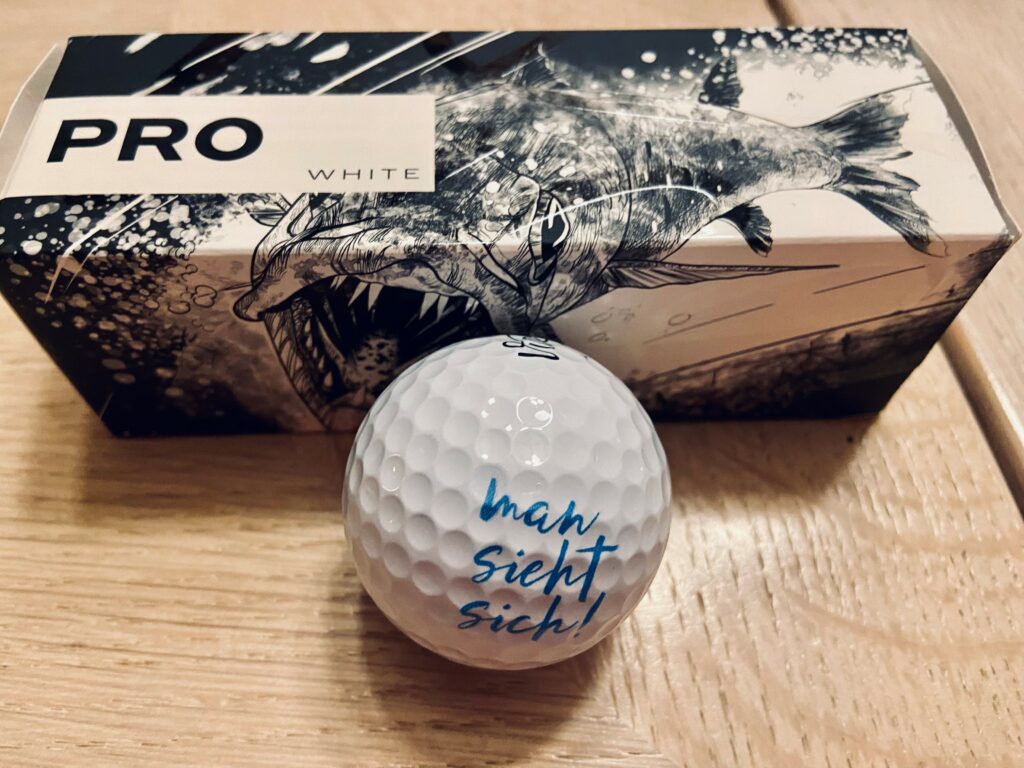 PRO
WHITE
man
sieht
sich!